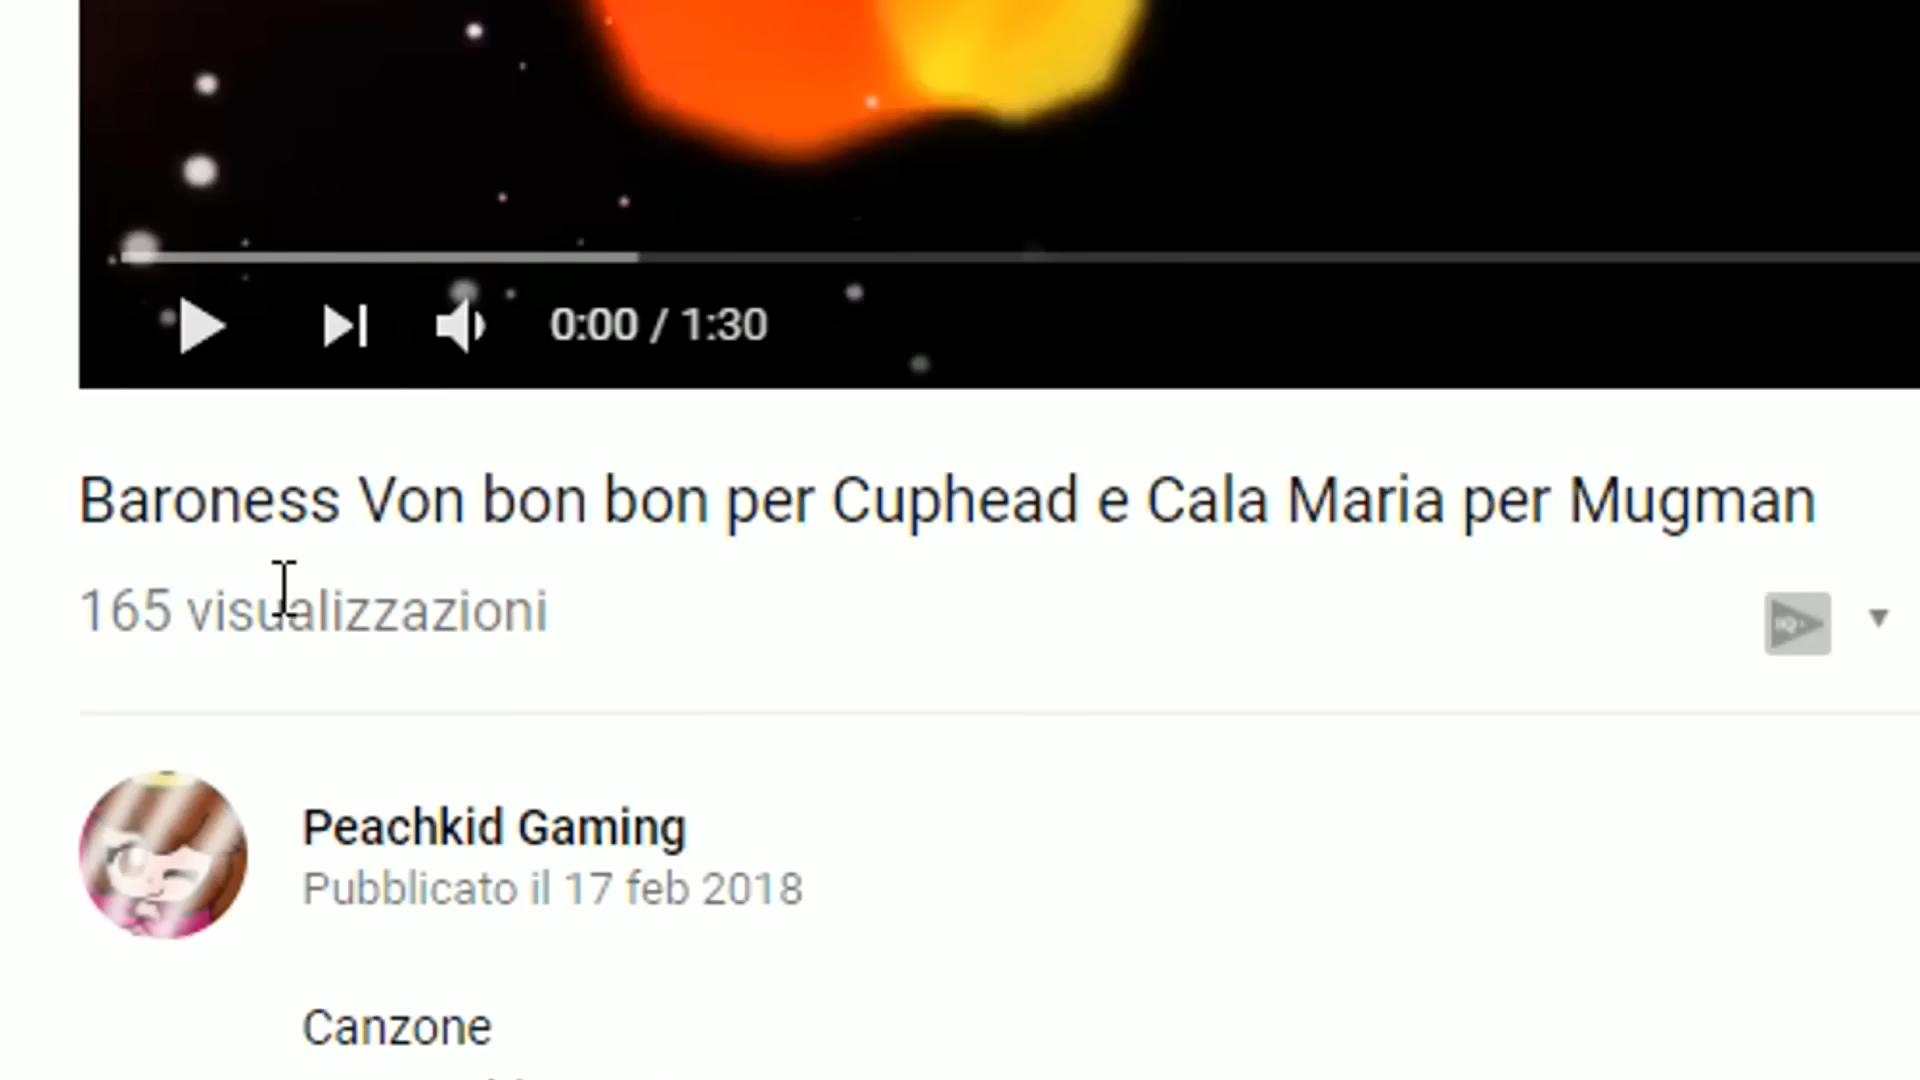 0:00 / 1:30
Baroness Von bon bon per Cuphead e Cala Maria per Mugman
165 visualizzazioni
IQ
Peachkid Gaming
Pubblicato il 17 feb 2018
Canzone